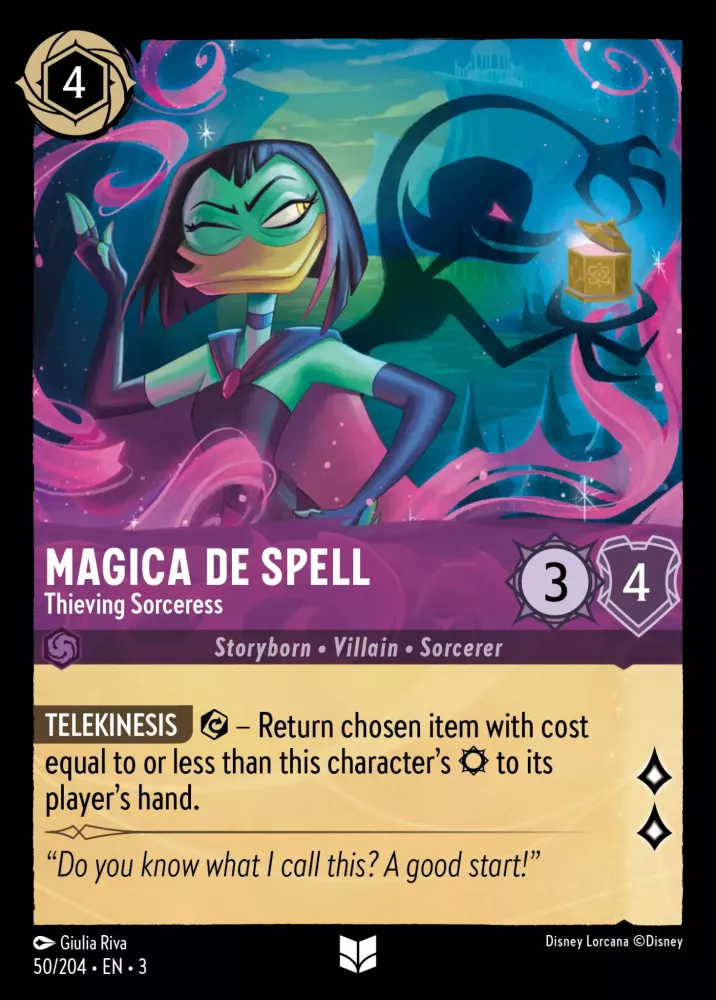 4
MAGICA DE SPELL
Thieving Sorceress
3
4
Storyborn • Villain • Sorcerer
TELEKINESIS – Return chosen item with cost
equal to or less than this character's to its
player's hand.
“Do you know what I call this? A good start!”
Giulia Riva
50/204 • EN • 3
Disney Lorcana ©Disney